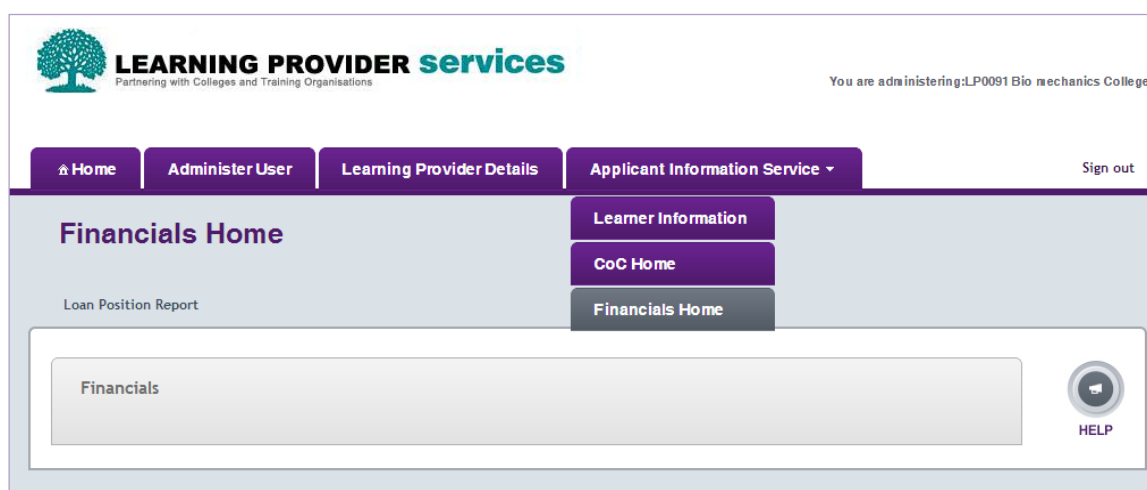 LEARNING PROVIDER services
Partnering with Colleges and Training Organisations
You are administering:LP0091 Bio mechanics College
Home
Administer User
Learning Provider Details
Applicant Information Service
Sign out
Learner Information
CoC Home
Financials Home
Financials Home
Loan Position Report
Financials
HELP